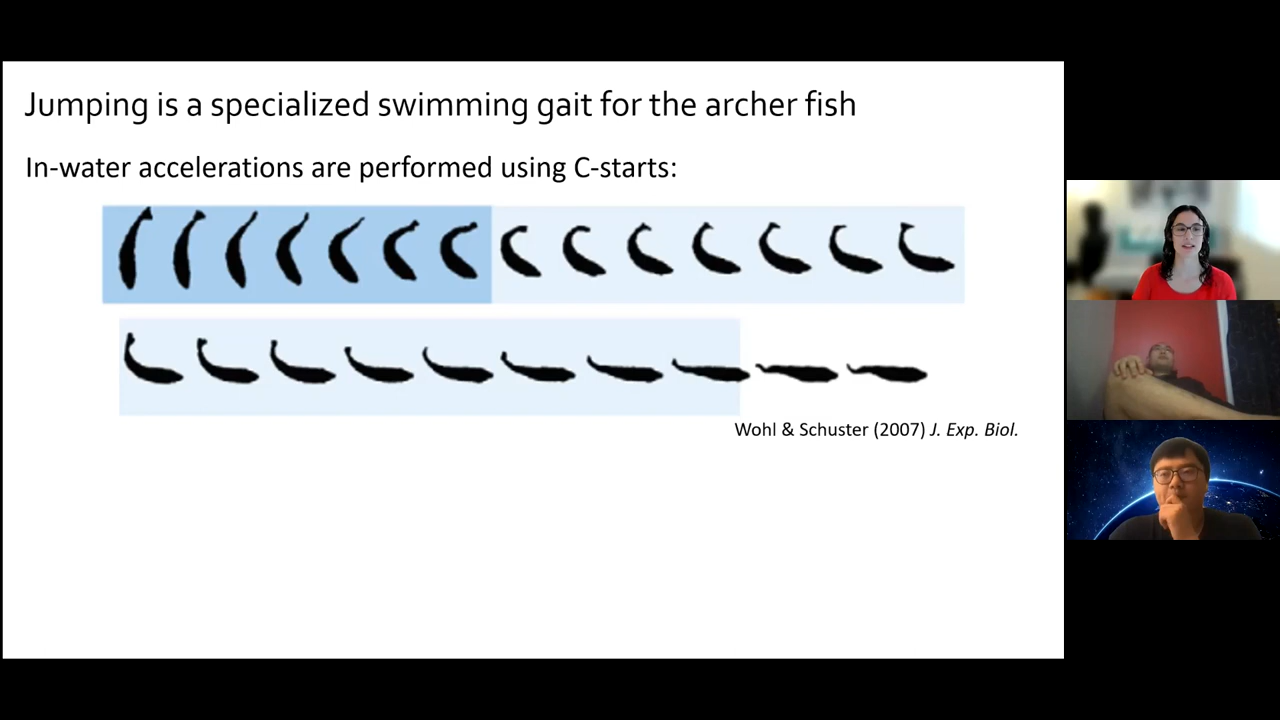 Jumping is a specialized swimming gait for the archer fish
In-water accelerations are performed using C-starts:
Wohl & Schuster (2007) J. Exp. Biol.